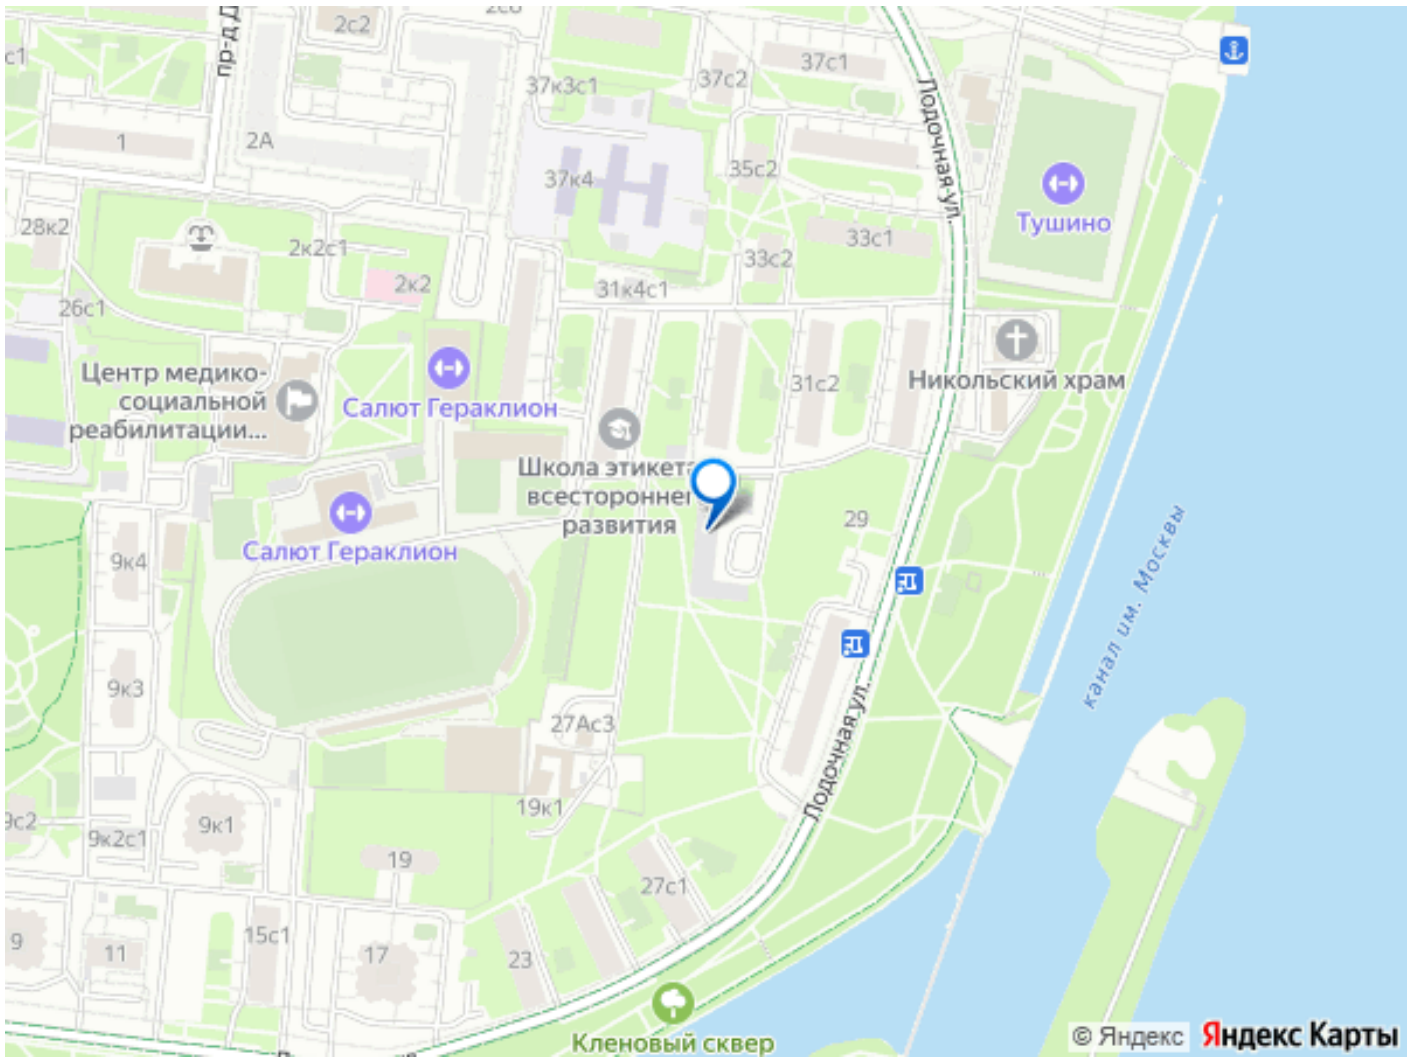 2с2
с1
пр-д Д
37с1
37с2
37к3с1
1
2А
Лодочная ул.
35с2
37к4
Тушино
28к2
2к2с1
33с1
33с2
2к2
31к4с1
26с1
Центр медико-
социальной
реабилитации...
Салют Гераклион
31с2
Никольский храм
Школа этикета
всесторонне
развития
29
Салют Гераклион
9к4
канал им. Москвы
9к3
27Ас3
Лодочная ул.
19к1
9с2
9к2с1
9к1
19
27с1
15с1
9
11
17
23
Кленовый сквер
© Яндекс
Яндекс Карты